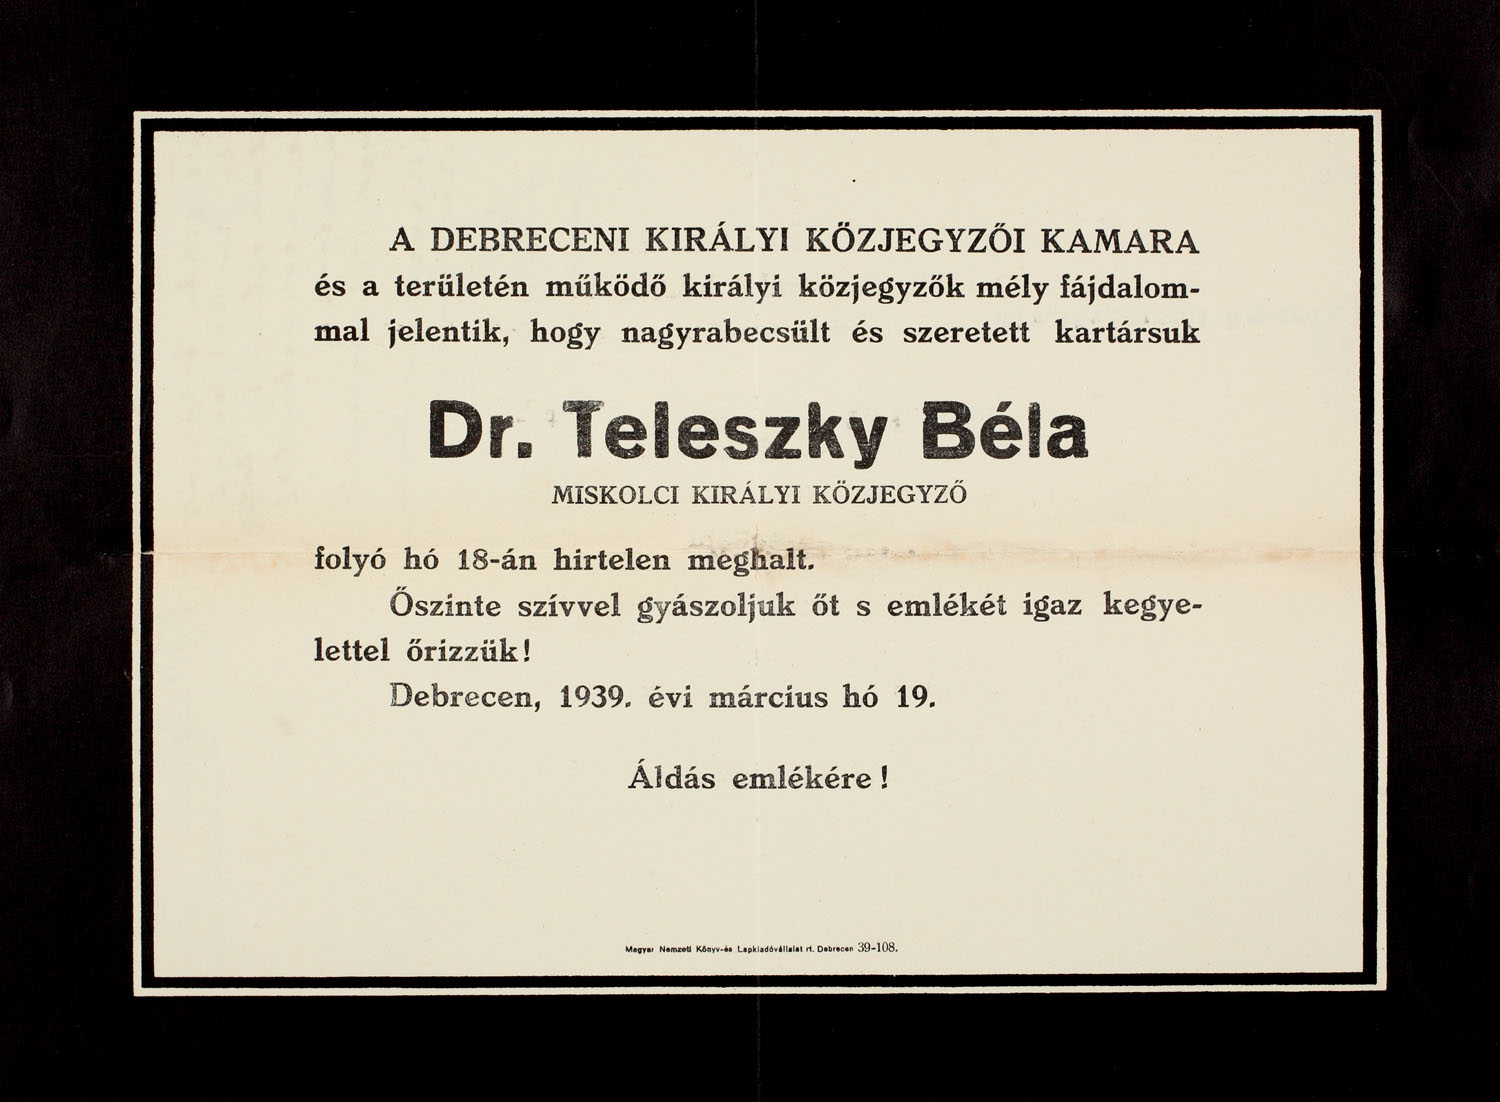 A DEBRECENI KIRÁLYI KÖZJEGYZŐI KAMARA
és a területén működő királyi közjegyzők mély fájdalom-
mal jelentik, hogy nagyrabecsült és szeretett kartársuk
Dr. Teleszky Béla
MISKOLCI KIRÁLYI KÖZJEGYZŐ
folyó hó 18-án hirtelen meghalt.
Őszinte szívvel gyászoljuk őt s emlékét igaz kegye-
lettel őrizzük!
Debrecen, 1939. évi március hó 19.
Áldás emlékére!
Magyar Nemzeti Könyv-és Lapkiadóvállalat rt. Debrecen 39-108.